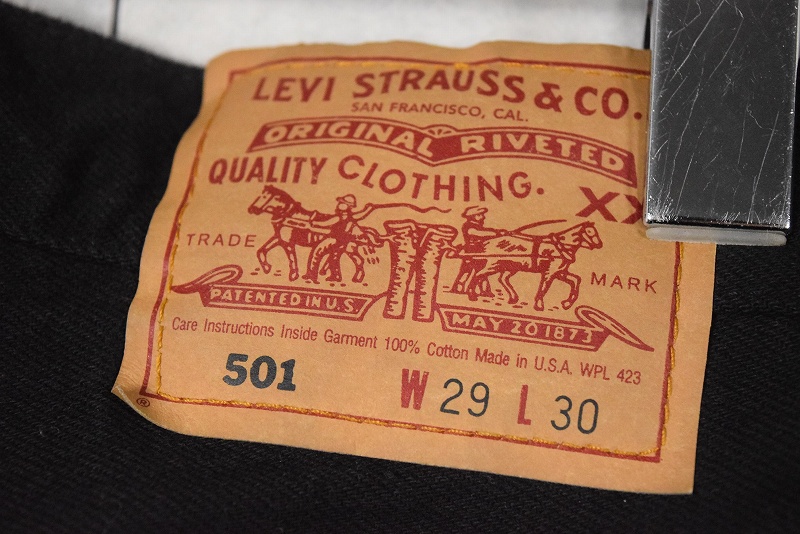 LEVI STRAUSS & CO.
SAN FRANCISCO, CAL.
ORIGINAL RIVETED
QUALITY CLOTHING.
XX
TRADE MARK
PATENTED IN U.S. MAY 20 1873
Care Instructions Inside Garment 100% Cotton Made in U.S.A. WPL 423
501 W 29 L 30
®